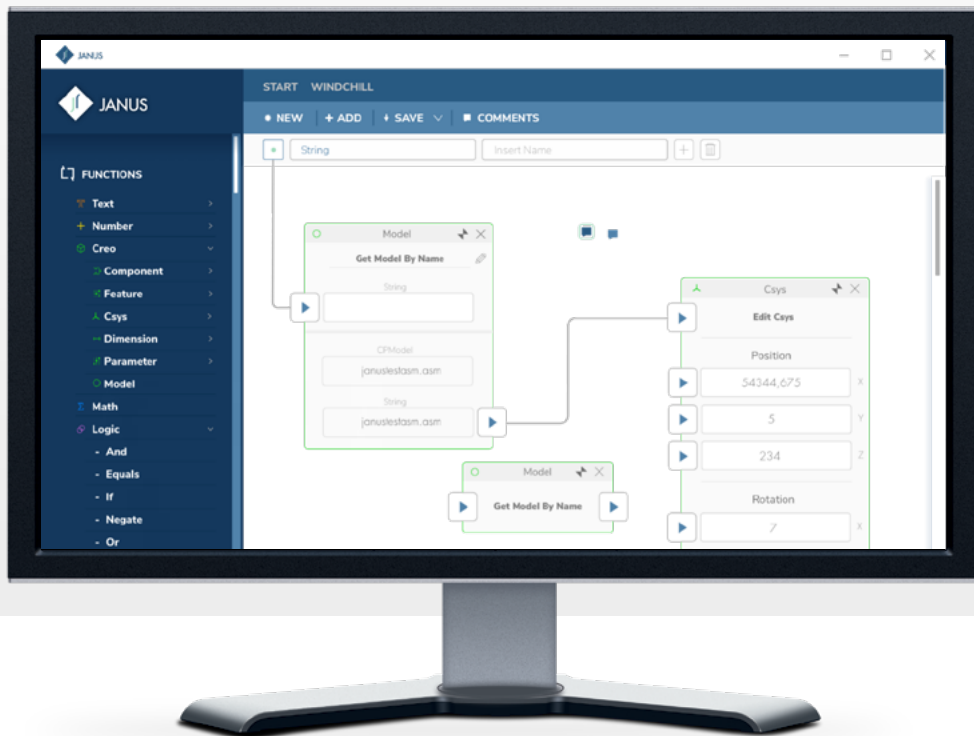 JANUS
JANUS
START WINDCHILL
NEW + ADD SAVE COMMENTS
String Insert Name
FUNCTIONS
Text
Number
Creo
Component
Feature
Csys
Dimension
Parameter
Model
Math
Logic
- And
- Equals
- If
- Negate
- Or
Model
Get Model By Name
String
CPModel
janustestasm.asm
String
janustestasm.asm
Model
Get Model By Name
Csys
Edit Csys
Position
54344,675 X
5 Y
234 Z
Rotation
7 X